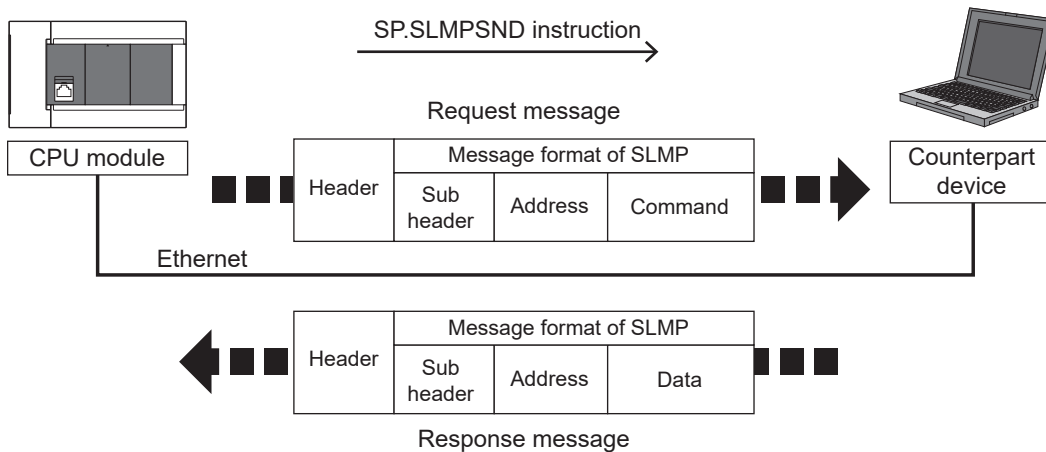 SP.SLMPSND instruction
Request message
CPU module
Counterpart
device
Header
Message format of SLMP
Sub
header
Address
Command
Ethernet
Header
Message format of SLMP
Sub
header
Address
Data
Response message